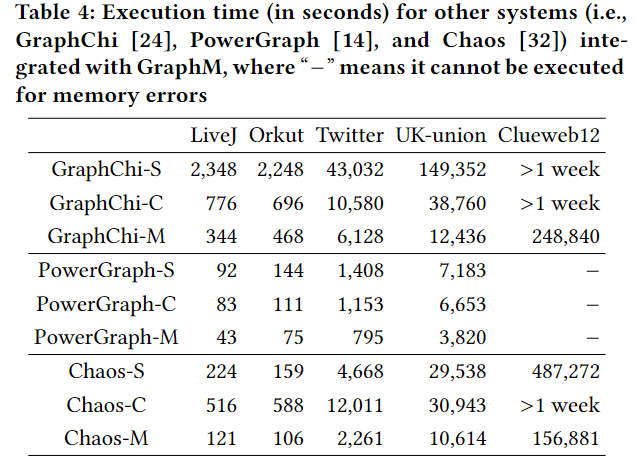 Table 4: Execution time (in seconds) for other systems (i.e.,
GraphChi [24], PowerGraph [14], and Chaos [32]) inte-
grated with GraphM, where “−” means it cannot be executed
for memory errors
LiveJ Orkut Twitter UK-union Clueweb12
GraphChi-S 2,348 2,248 43,032 149,352 >1 week
GraphChi-C 776 696 10,580 38,760 >1 week
GraphChi-M 344 468 6,128 12,436 248,840
PowerGraph-S 92 144 1,408 7,183 −
PowerGraph-C 83 111 1,153 6,653 −
PowerGraph-M 43 75 795 3,820 −
Chaos-S 224 159 4,668 29,538 487,272
Chaos-C 516 588 12,011 30,943 >1 week
Chaos-M 121 106 2,261 10,614 156,881